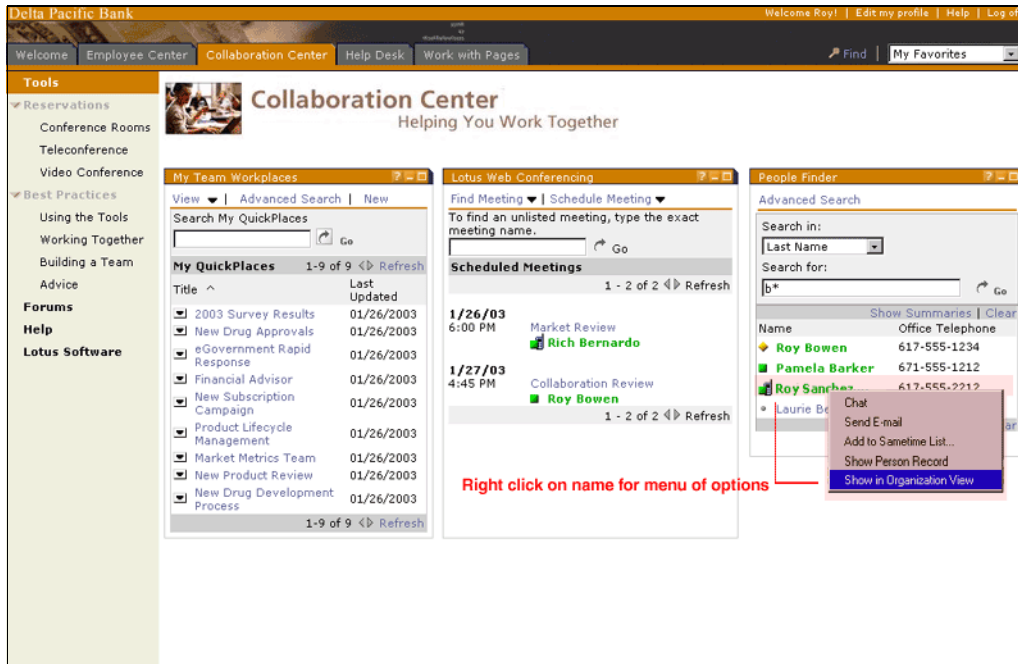 Delta Pacific Bank
Welcome Roy! | Edit my profile | Help | Log of
Welcome Employee Center Collaboration Center Help Desk Work with Pages
Find | My Favorites
Tools
Reservations
Conference Rooms
Teleconference
Video Conference
Best Practices
Using the Tools
Working Together
Building a Team
Advice
Forums
Help
Lotus Software
Collaboration Center
Helping You Work Together
My Team Workplaces
View | Advanced Search | New
Search My QuickPlaces
Go
My QuickPlaces 1-9 of 9 Refresh
Title Last
Updated
2003 Survey Results 01/26/2003
New Drug Approvals 01/26/2003
eGovernment Rapid
Response 01/26/2003
Financial Advisor 01/26/2003
New Subscription
Campaign 01/26/2003
Product Lifecycle
Management 01/26/2003
Market Metrics Team 01/26/2003
New Product Review 01/26/2003
New Drug Development
Process 01/26/2003
1-9 of 9 Refresh
Lotus Web Conferencing
Find Meeting | Schedule Meeting
To find an unlisted meeting, type the exact
meeting name.
Go
Scheduled Meetings
1 - 2 of 2 Refresh
1/26/03
6:00 PM Market Review
Rich Bernardo
1/27/03
4:45 PM Collaboration Review
Roy Bowen
1 - 2 of 2 Refresh
People Finder
Advanced Search
Search in:
Last Name
Search for:
b*
Go
Show Summaries | Clear
Name Office Telephone
Roy Bowen 617-555-1234
Pamela Barker 671-555-1212
Roy Sanchez 617-555-2212
Laurie Be
ar
Chat
Send E-mail
Add to Sametime List...
Show Person Record
Show in Organization View
Right click on name for menu of options